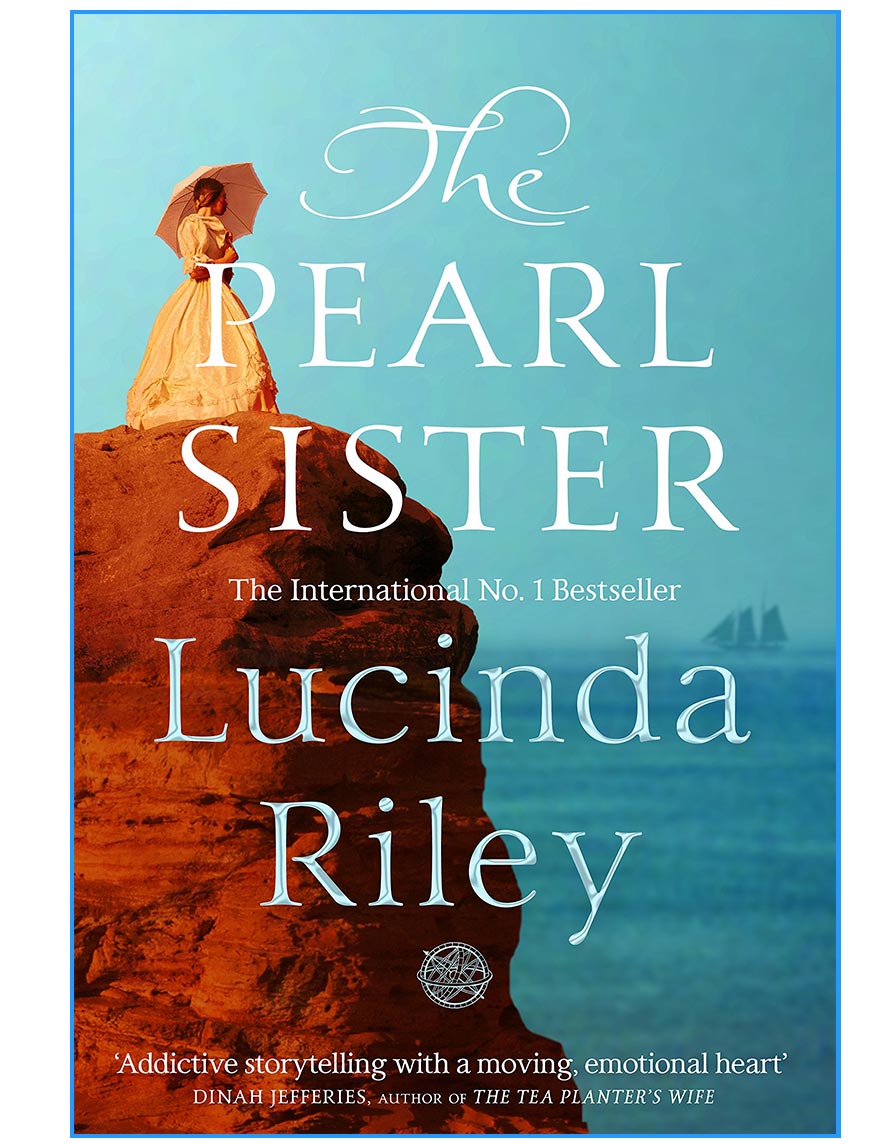 The
PEARL
SISTER
The International No. 1 Bestseller
Lucinda
Riley
‘Addictive storytelling with a moving, emotional heart’
DINAH JEFFERIES, AUTHOR OF THE TEA PLANTER’S WIFE